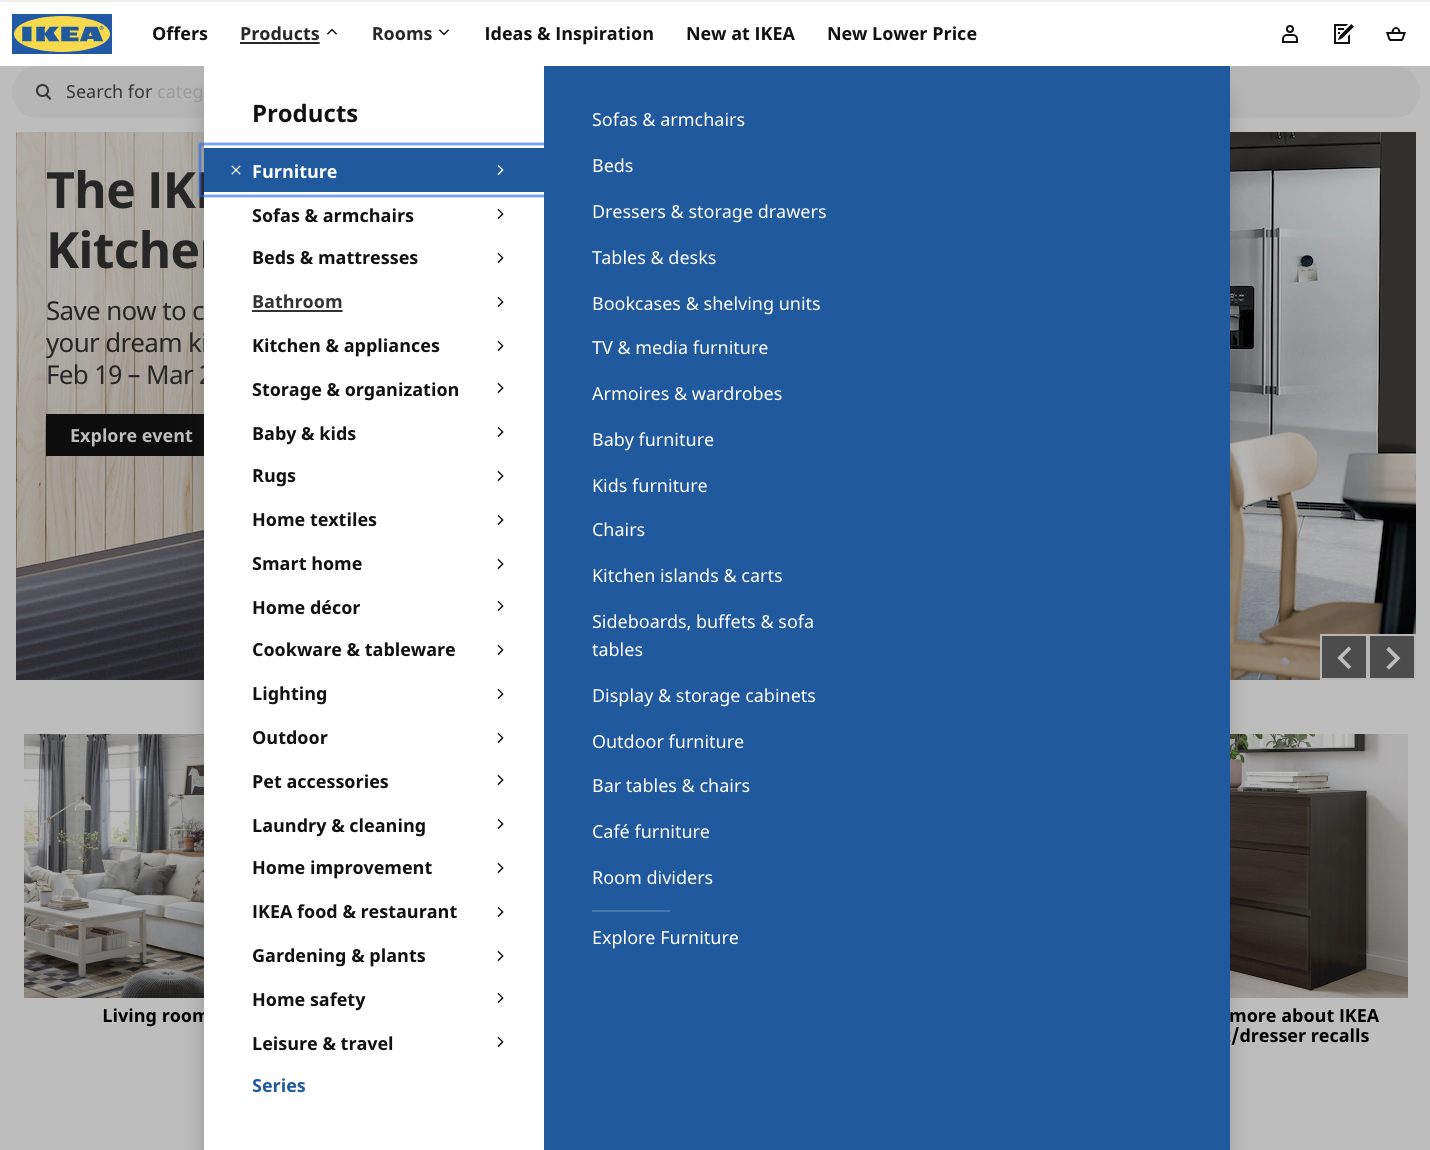 IKEA
Offers
Products
Rooms
Ideas & Inspiration
New at IKEA
New Lower Price
Search for categ
The IK
Kitche
Save now to c
your dream ki
Feb 19 – Mar 2
Explore event
Products
Furniture
Sofas & armchairs
Beds & mattresses
Bathroom
Kitchen & appliances
Storage & organization
Baby & kids
Rugs
Home textiles
Smart home
Home décor
Cookware & tableware
Lighting
Outdoor
Pet accessories
Laundry & cleaning
Home improvement
IKEA food & restaurant
Gardening & plants
Home safety
Leisure & travel
Series
Sofas & armchairs
Beds
Dressers & storage drawers
Tables & desks
Bookcases & shelving units
TV & media furniture
Armoires & wardrobes
Baby furniture
Kids furniture
Chairs
Kitchen islands & carts
Sideboards, buffets & sofa
tables
Display & storage cabinets
Outdoor furniture
Bar tables & chairs
Café furniture
Room dividers
Explore Furniture
Living room
more about IKEA
/dresser recalls